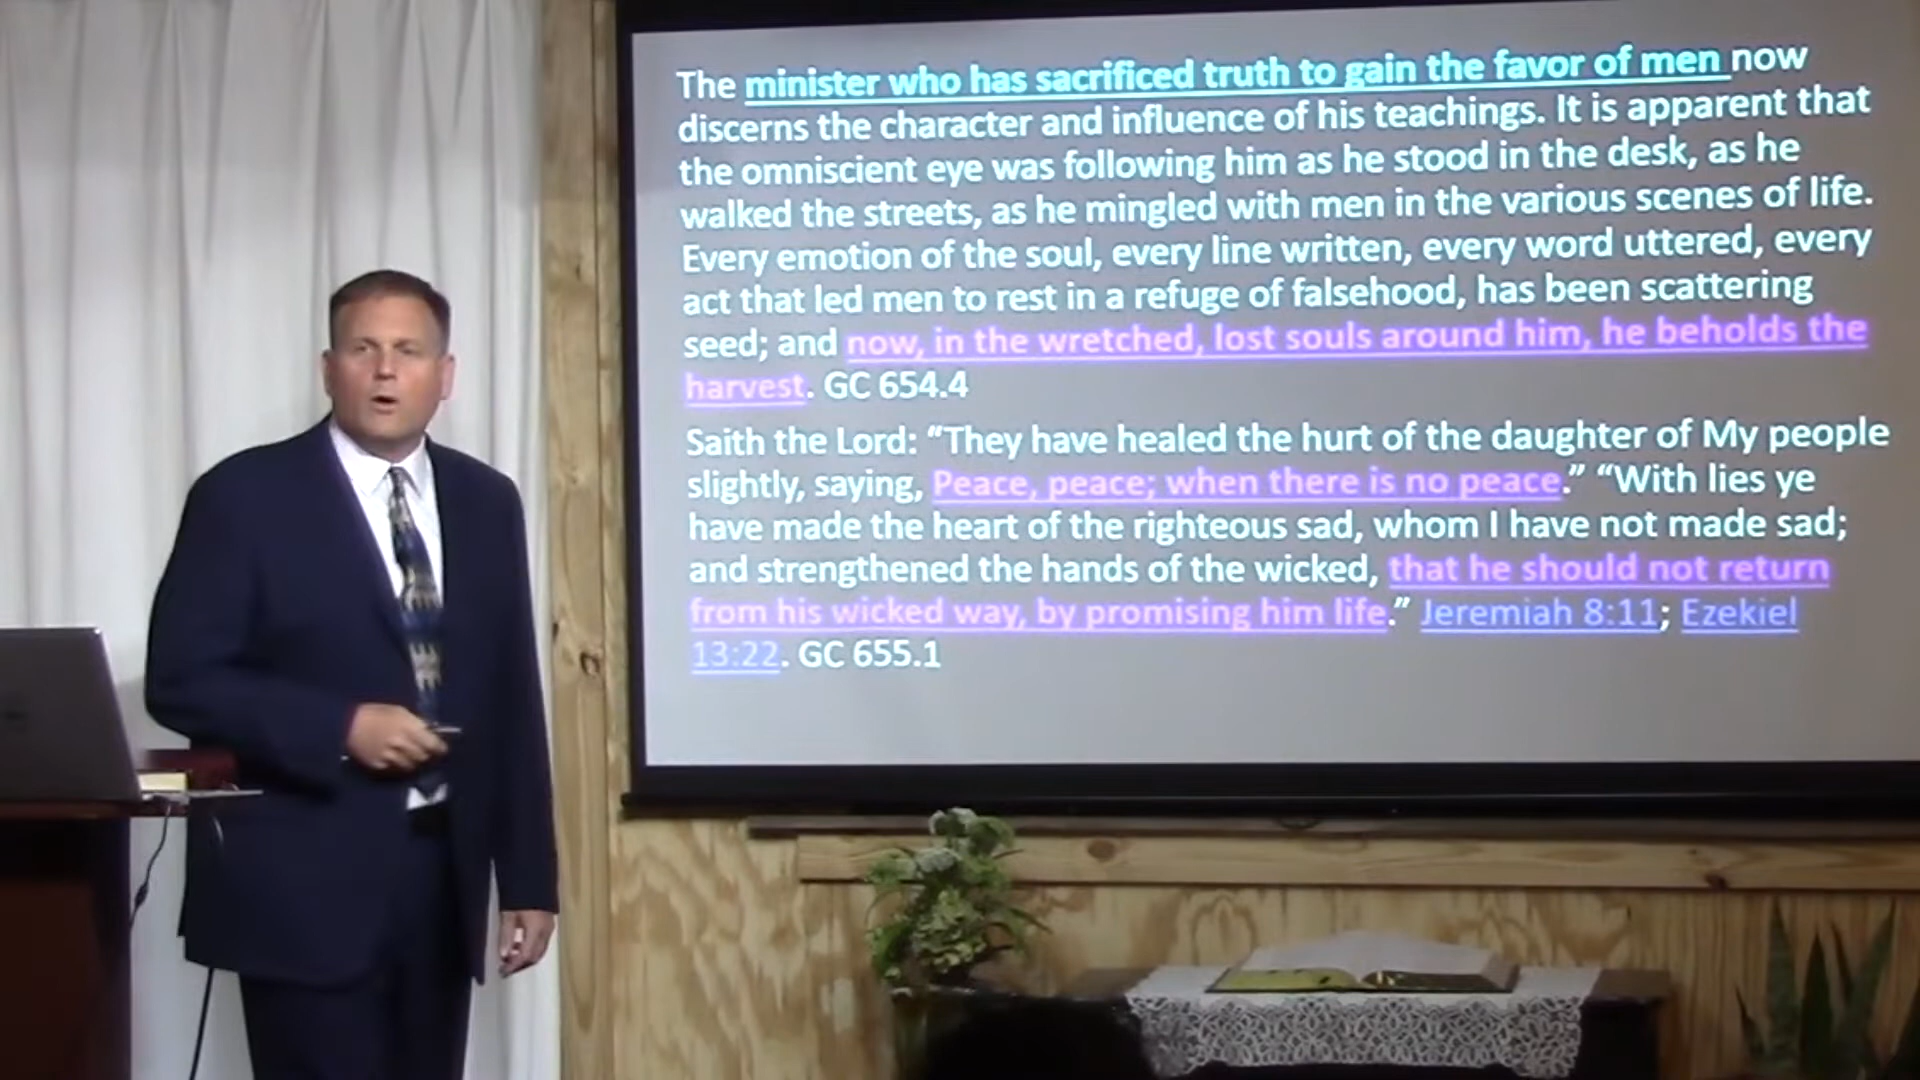 The minister who has sacrificed truth to gain the favor of men now
discerns the character and influence of his teachings. It is apparent that
the omniscient eye was following him as he stood in the desk, as he
walked the streets, as he mingled with men in the various scenes of life.
Every emotion of the soul, every line written, every word uttered, every
act that led men to rest in a refuge of falsehood, has been scattering
seed; and now, in the wretched, lost souls around him, he beholds the
harvest. GC 654.4
Saith the Lord: “They have healed the hurt of the daughter of My people
slightly, saying, Peace, peace; when there is no peace.” “With lies ye
have made the heart of the righteous sad, whom I have not made sad;
and strengthened the hands of the wicked, that he should not return
from his wicked way, by promising him life.” Jeremiah 8:11; Ezekiel
13:22. GC 655.1